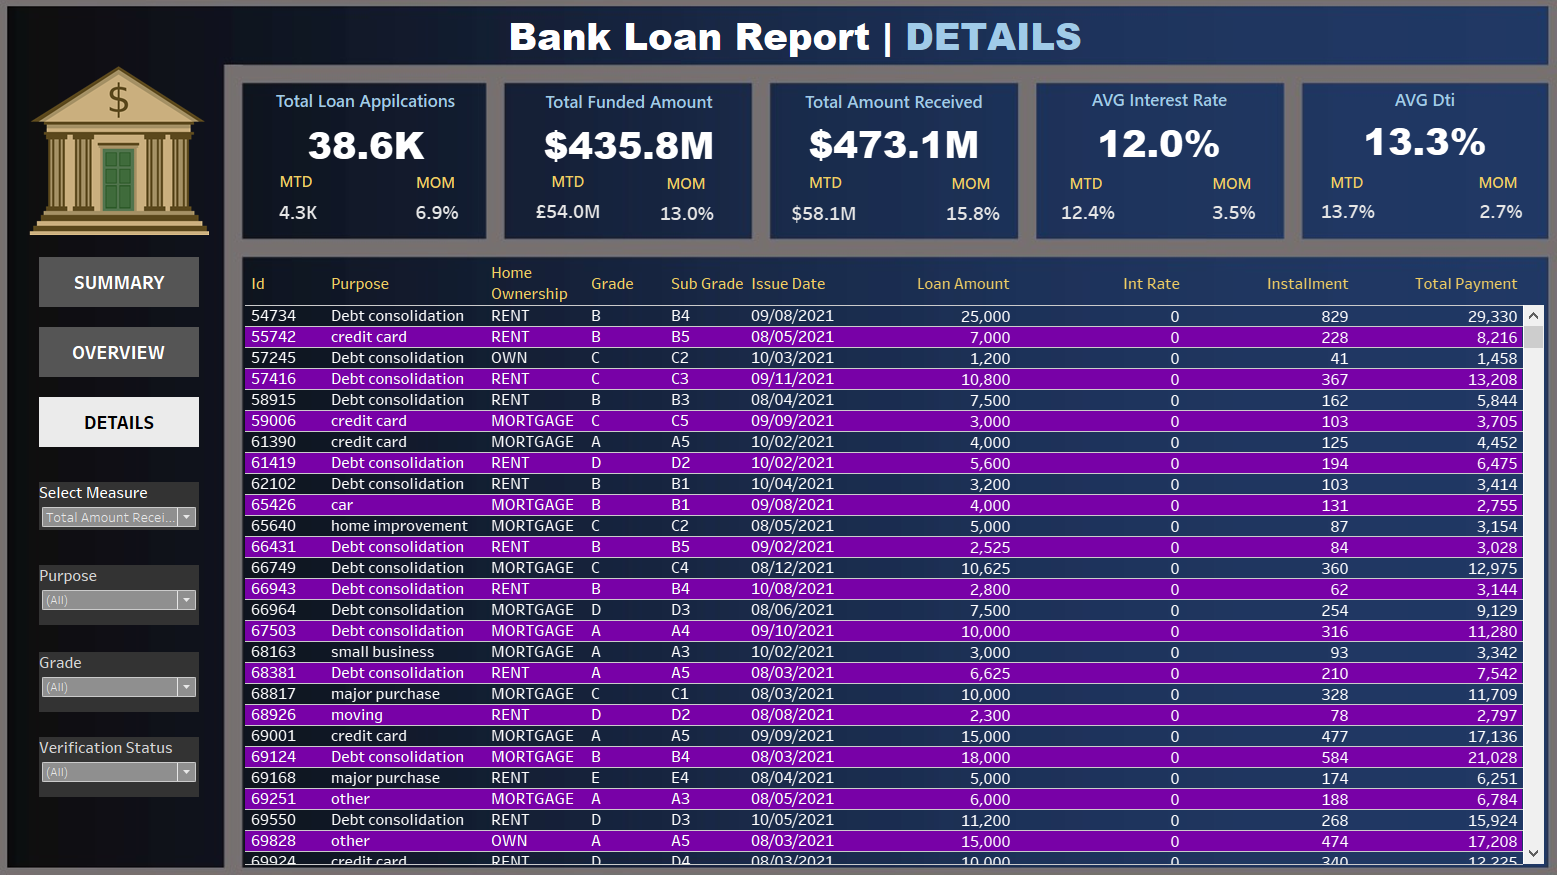 Bank Loan Report | DETAILS
$
Total Loan Appilcations
38.6K
MTD MOM
4.3K 6.9%
Total Funded Amount
$435.8M
MTD MOM
£54.0M 13.0%
Total Amount Received
$473.1M
MTD MOM
$58.1M 15.8%
AVG Interest Rate
12.0%
MTD MOM
12.4% 3.5%
AVG Dti
13.3%
MTD MOM
13.7% 2.7%
SUMMARY
OVERVIEW
DETAILS
Select Measure
Total Amount Recei...
Purpose
(All)
Grade
(All)
Verification Status
(All)
Id Purpose Home Ownership Grade Sub Grade Issue Date Loan Amount Int Rate Installment Total Payment
54734 Debt consolidation RENT B B4 09/08/2021 25,000 0 829 29,330
55742 credit card RENT B B5 08/05/2021 7,000 0 228 8,216
57245 Debt consolidation OWN C C2 10/03/2021 1,200 0 41 1,458
57416 Debt consolidation RENT C C3 09/11/2021 10,800 0 367 13,208
58915 Debt consolidation RENT B B3 08/04/2021 7,500 0 162 5,844
59006 credit card MORTGAGE C C5 09/09/2021 3,000 0 103 3,705
61390 credit card MORTGAGE A A5 10/02/2021 4,000 0 125 4,452
61419 Debt consolidation RENT D D2 10/02/2021 5,600 0 194 6,475
62102 Debt consolidation RENT B B1 10/04/2021 3,200 0 103 3,414
65426 car MORTGAGE B B1 09/08/2021 4,000 0 131 2,755
65640 home improvement MORTGAGE C C2 08/05/2021 5,000 0 87 3,154
66431 Debt consolidation RENT B B5 09/02/2021 2,525 0 84 3,028
66749 Debt consolidation MORTGAGE C C4 08/12/2021 10,625 0 360 12,975
66943 Debt consolidation RENT B B4 10/08/2021 2,800 0 62 3,144
66964 Debt consolidation MORTGAGE D D3 08/06/2021 7,500 0 254 9,129
67503 Debt consolidation MORTGAGE A A4 09/10/2021 10,000 0 316 11,280
68163 small business MORTGAGE A A3 10/02/2021 3,000 0 93 3,342
68381 Debt consolidation RENT A A5 08/03/2021 6,625 0 210 7,542
68817 major purchase MORTGAGE C C1 08/03/2021 10,000 0 328 11,709
68926 moving RENT D D2 08/08/2021 2,300 0 78 2,797
69001 credit card MORTGAGE A A5 09/09/2021 15,000 0 477 17,136
69124 Debt consolidation MORTGAGE B B4 08/03/2021 18,000 0 584 21,028
69168 major purchase RENT E E4 08/04/2021 5,000 0 174 6,251
69251 other MORTGAGE A A3 08/05/2021 6,000 0 188 6,784
69550 Debt consolidation RENT D D3 10/05/2021 11,200 0 268 15,924
69828 other OWN A A5 08/03/2021 15,000 0 474 17,208
69924 credit card RENT D D4 08/03/2021 10,000 0 340 12,225